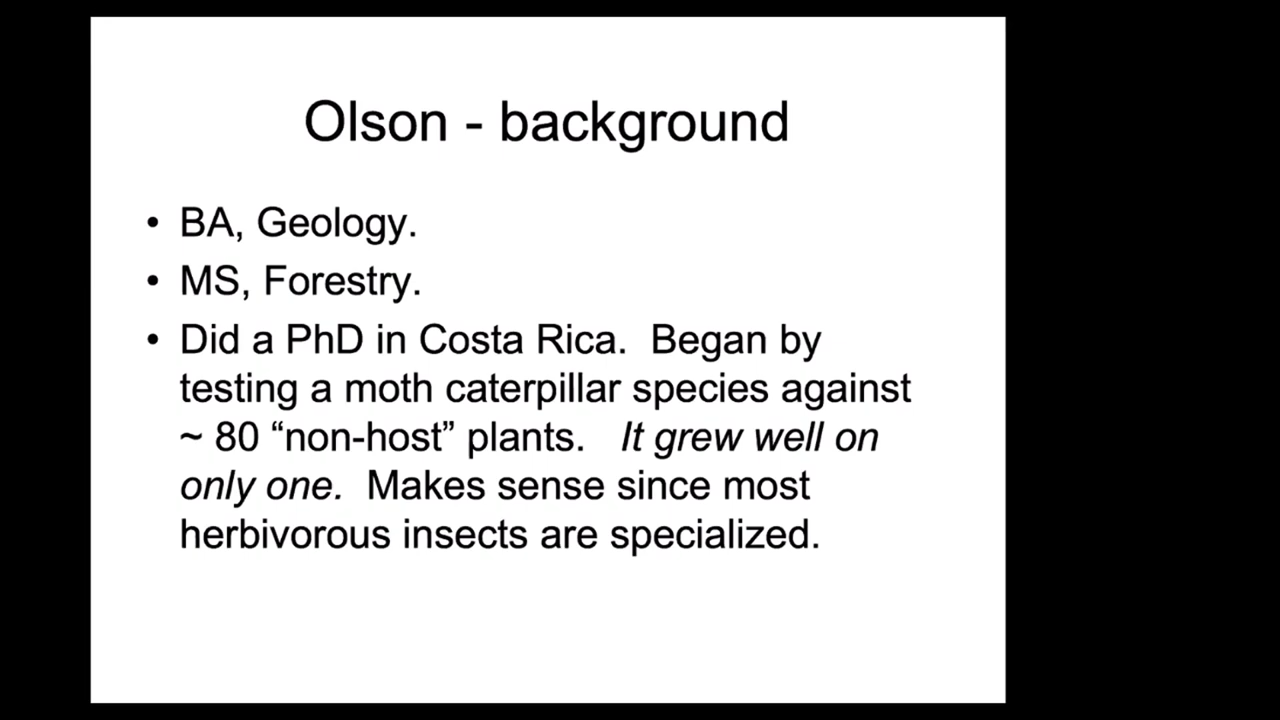 Olson - background
• BA, Geology.
• MS, Forestry.
• Did a PhD in Costa Rica.  Began by
testing a moth caterpillar species against
~ 80 “non-host” plants.   It grew well on
only one.  Makes sense since most
herbivorous insects are specialized.